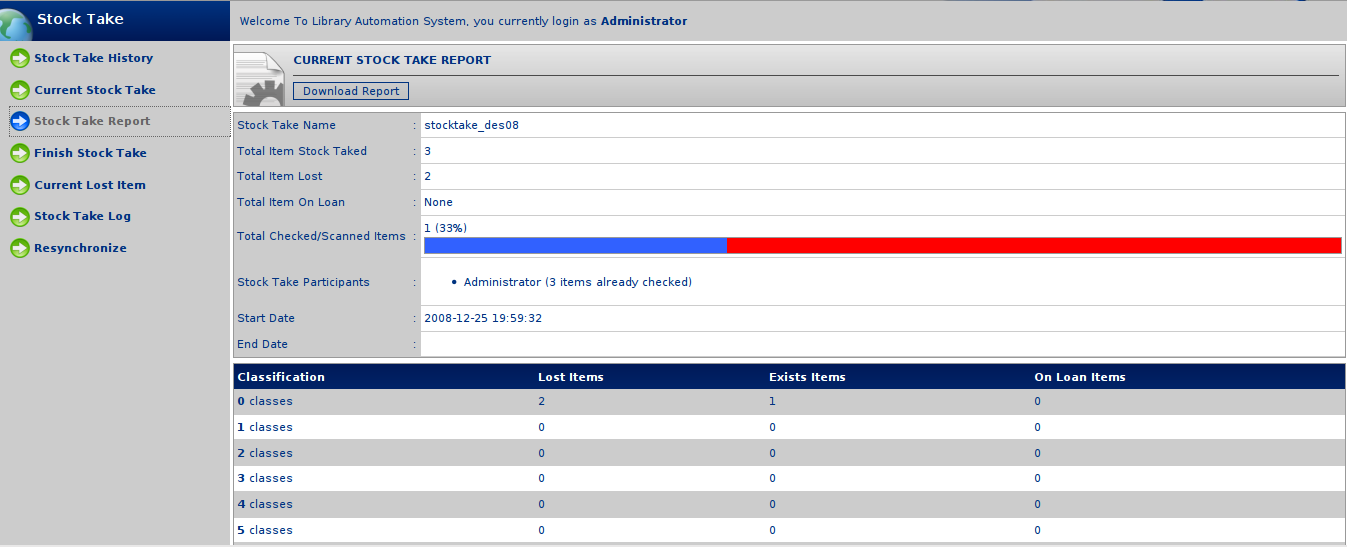 Stock Take
Welcome To Library Automation System, you currently login as Administrator
Stock Take History
Current Stock Take
Stock Take Report
Finish Stock Take
Current Lost Item
Stock Take Log
Resynchronize
CURRENT STOCK TAKE REPORT
Download Report
Stock Take Name : stocktake_des08
Total Item Stock Taked : 3
Total Item Lost : 2
Total Item On Loan : None
Total Checked/Scanned Items : 1 (33%)
Stock Take Participants : • Administrator (3 items already checked)
Start Date : 2008-12-25 19:59:32
End Date :
Classification Lost Items Exists Items On Loan Items
0 classes 2 1 0
1 classes 0 0 0
2 classes 0 0 0
3 classes 0 0 0
4 classes 0 0 0
5 classes 0 0 0